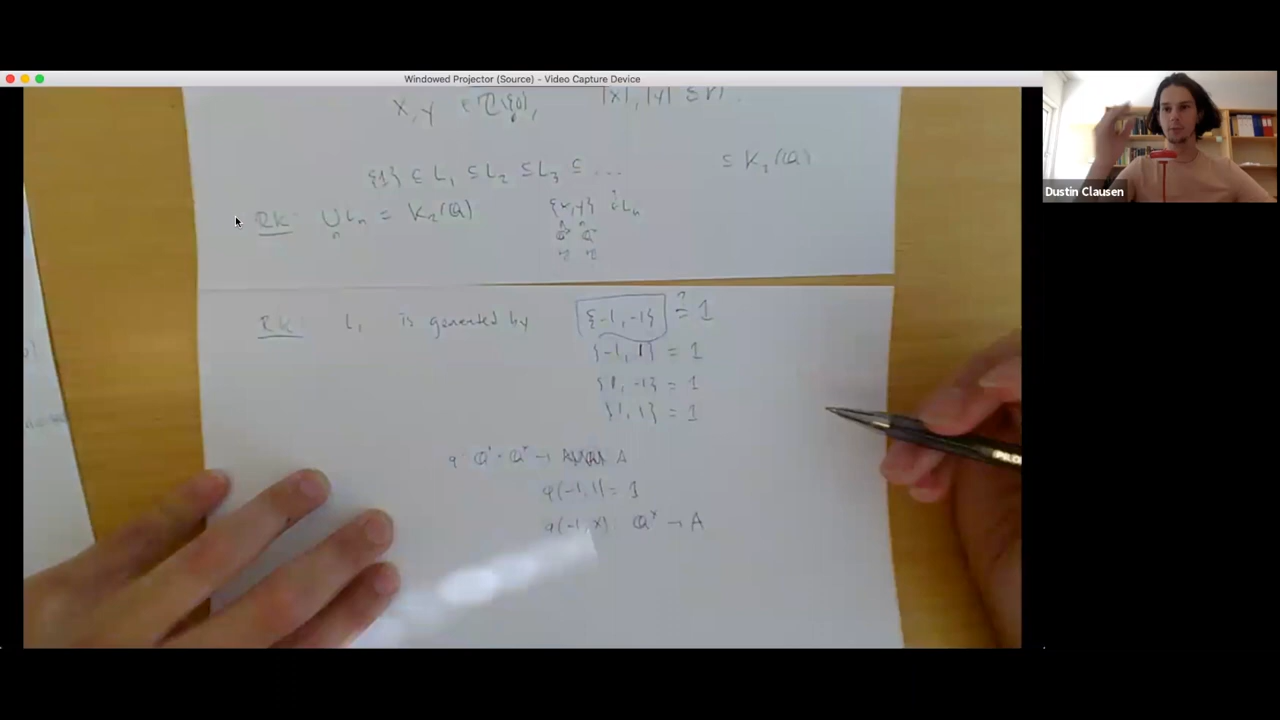 Windowed Projector (Source) - Video Capture Device
x, y ∈ ℤ\{0}, |x|, |y| ≤ n}.
{1} ⊆ L₁ ⊆ L₂ ⊆ L₃ ⊆ ... ⊆ K₂(ℚ)
Dustin Clausen
Rk: ⋃ₙ Lₙ = K₂(ℚ) {x, y} ∈ Lₙ
Rk: L₁ is generated by {-1, -1} ?= 1
{-1, 1} = 1
{1, -1} = 1
{1, 1} = 1
φ: ℚˣ × ℚˣ → A
φ(-1, 1) = 1
φ(-1, x): ℚˣ → A